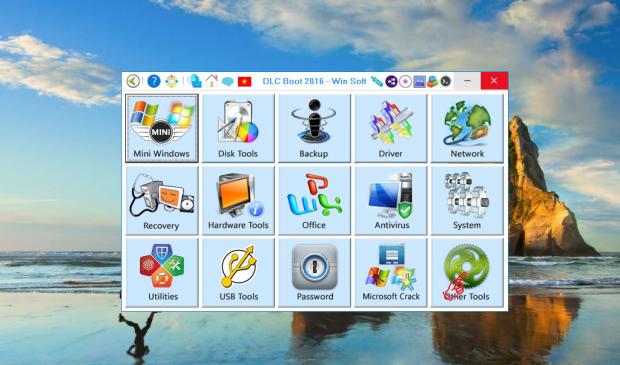 DLC Boot 2016 - Win Soft
MINI
Mini Windows
Disk Tools
Backup
Driver
Network
Recovery
Hardware Tools
Office
Antivirus
System
Utilities
USB Tools
Password
Microsoft Crack
Other Tools